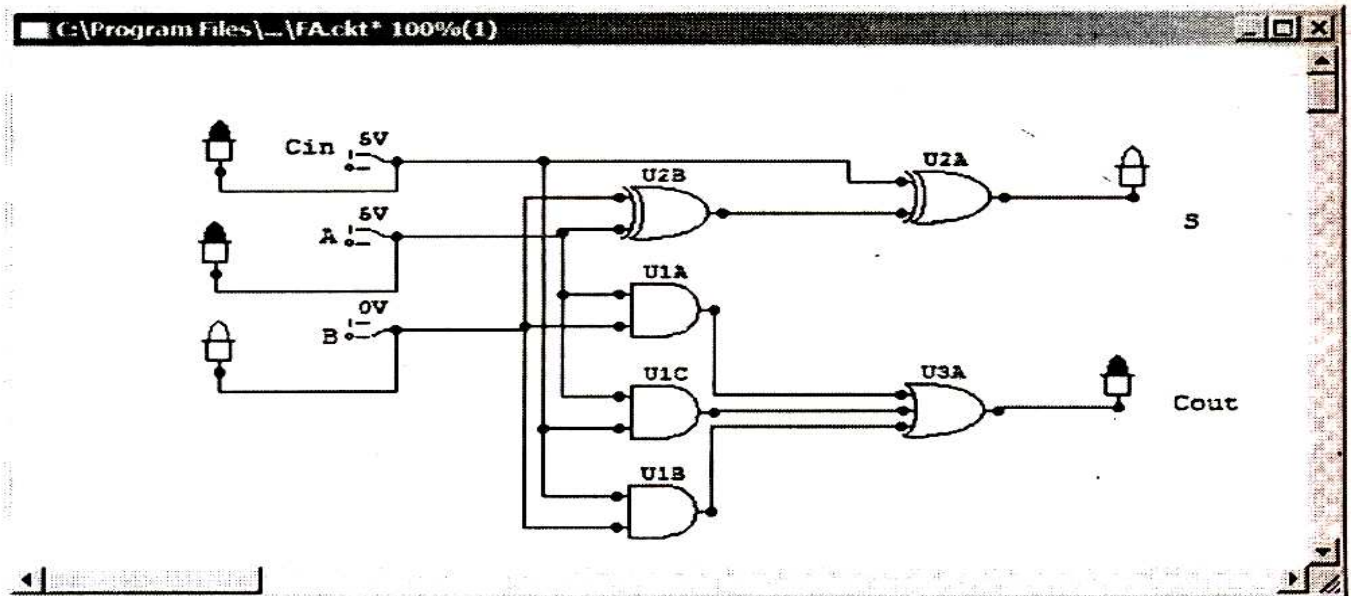 C:\Program Files\...\FA.ckt* 100%(1)
Cin 5V
U2A
U2B
5V
A
S
U1A
0V
B
U1C
U3A
Cout
U1B